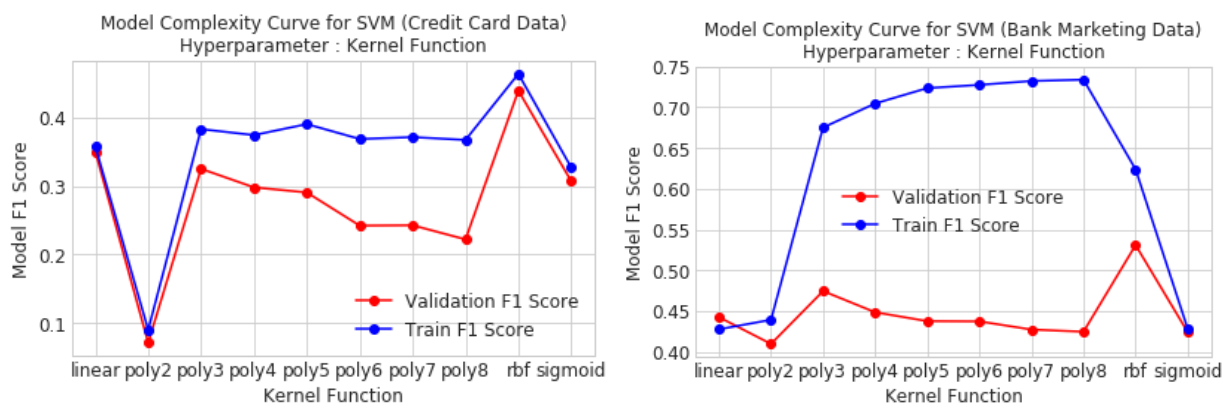 Model Complexity Curve for SVM (Credit Card Data)
Hyperparameter : Kernel Function
Model F1 Score
0.4
0.3
0.2
0.1
Validation F1 Score
Train F1 Score
linear poly2 poly3 poly4 poly5 poly6 poly7 poly8 rbf sigmoid
Kernel Function
Model Complexity Curve for SVM (Bank Marketing Data)
Hyperparameter : Kernel Function
Model F1 Score
0.75
0.70
0.65
0.60
0.55
0.50
0.45
0.40
Validation F1 Score
Train F1 Score
linear poly2 poly3 poly4 poly5 poly6 poly7 poly8 rbf sigmoid
Kernel Function